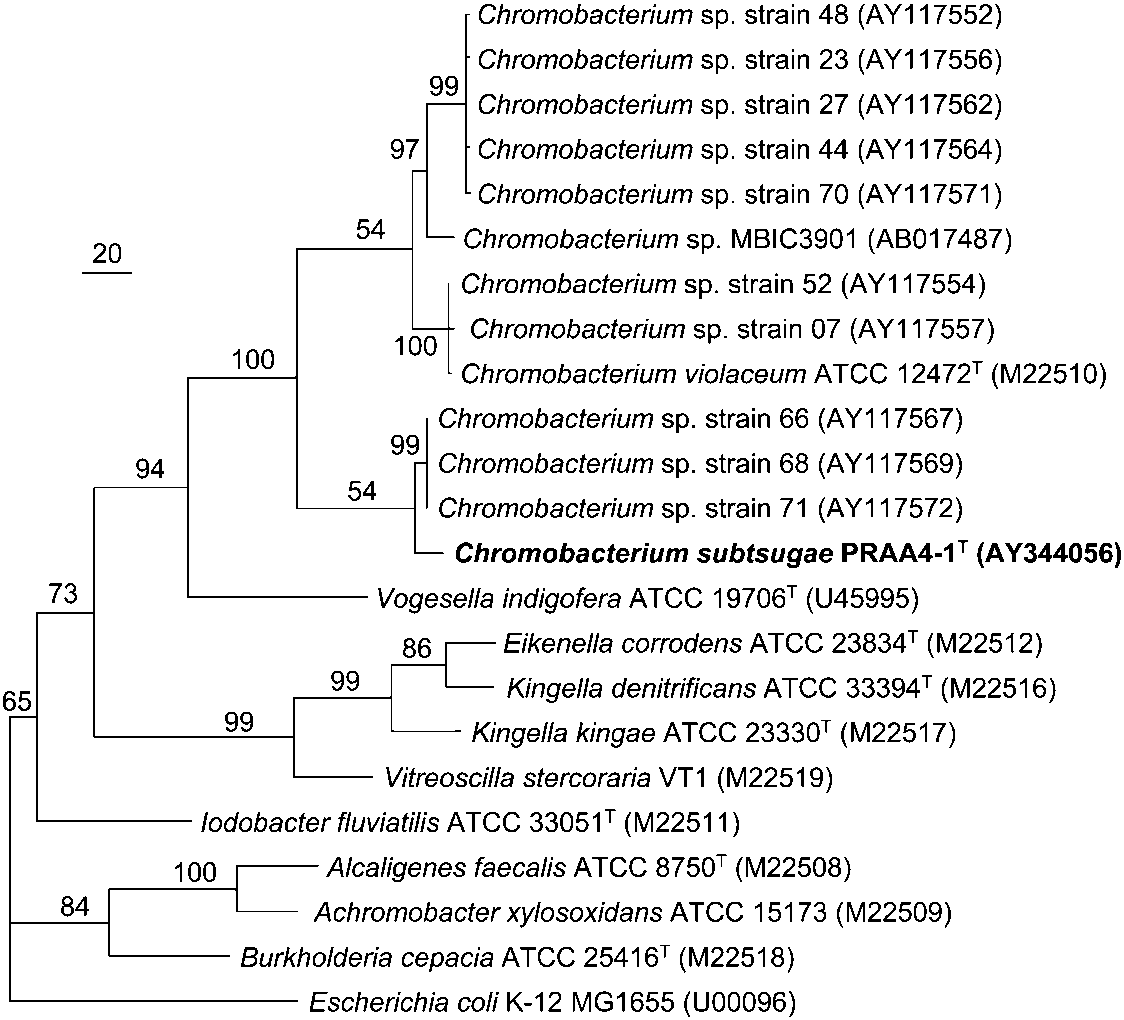 Chromobacterium sp. strain 48 (AY117552)
Chromobacterium sp. strain 23 (AY117556)
99
Chromobacterium sp. strain 27 (AY117562)
97
Chromobacterium sp. strain 44 (AY117564)
Chromobacterium sp. strain 70 (AY117571)
54
Chromobacterium sp. MBIC3901 (AB017487)
20
Chromobacterium sp. strain 52 (AY117554)
Chromobacterium sp. strain 07 (AY117557)
100
100
Chromobacterium violaceum ATCC 12472ᵀ (M22510)
Chromobacterium sp. strain 66 (AY117567)
99
94
Chromobacterium sp. strain 68 (AY117569)
54
Chromobacterium sp. strain 71 (AY117572)
Chromobacterium subtsugae PRAA4-1ᵀ (AY344056)
73
Vogesella indigofera ATCC 19706ᵀ (U45995)
86
Eikenella corrodens ATCC 23834ᵀ (M22512)
99
Kingella denitrificans ATCC 33394ᵀ (M22516)
65
99
Kingella kingae ATCC 23330ᵀ (M22517)
Vitreoscilla stercoraria VT1 (M22519)
Iodobacter fluviatilis ATCC 33051ᵀ (M22511)
100
Alcaligenes faecalis ATCC 8750ᵀ (M22508)
84
Achromobacter xylosoxidans ATCC 15173 (M22509)
Burkholderia cepacia ATCC 25416ᵀ (M22518)
Escherichia coli K-12 MG1655 (U00096)